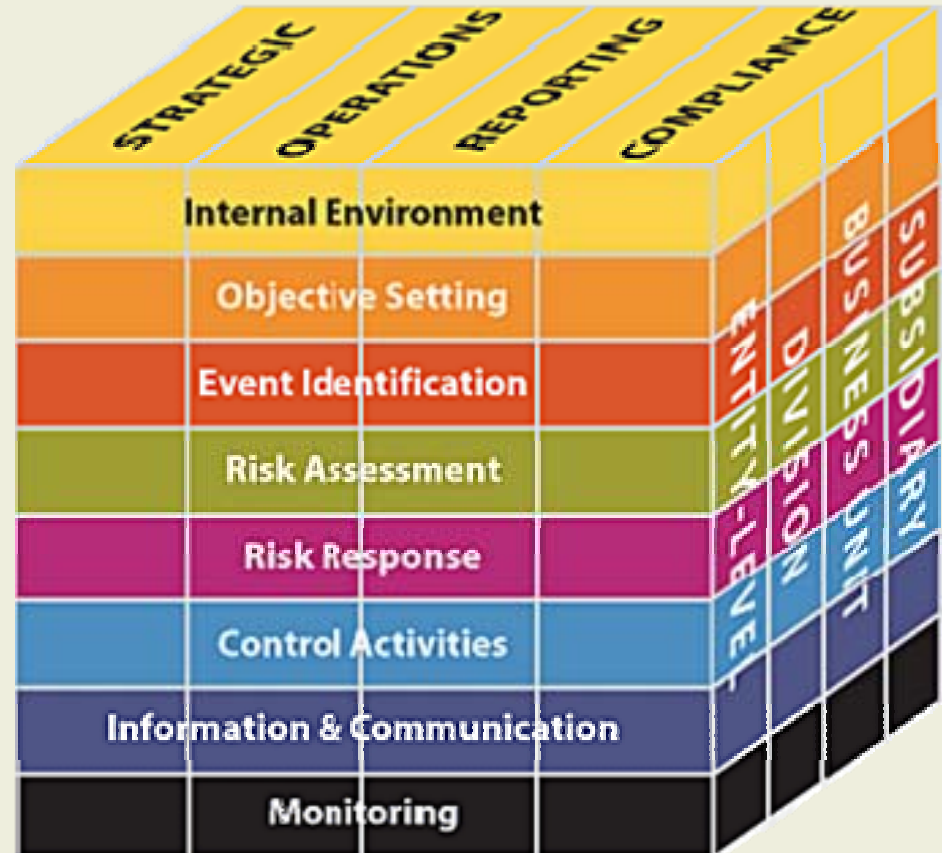 STRATEGIC
OPERATIONS
REPORTING
COMPLIANCE
Internal Environment
Objective Setting
Event Identification
Risk Assessment
Risk Response
Control Activities
Information & Communication
Monitoring
ENTITY-LEVEL
DIVISION
BUSINESS UNIT
SUBSIDIARY